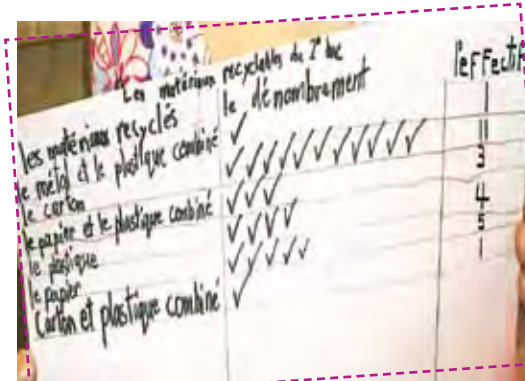 Les matériaux recyclables du 1er bac
les matériaux recyclés le dénombrement l'effectif
le métal et le plastique combiné ✓ 1
le carton ✓✓✓✓✓✓✓✓✓✓ 11
le papier et le plastique combiné ✓✓✓ 3
le plastique ✓✓✓✓ 4
le papier ✓✓✓✓✓ 5
Carton et plastique combiné ✓ 1